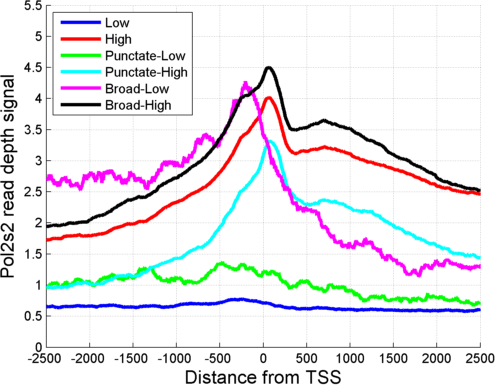 Low
High
Punctate-Low
Punctate-High
Broad-Low
Broad-High
Pol2s2 read depth signal
5.5
5
4.5
4
3.5
3
2.5
2
1.5
1
0.5
0
-2500 -2000 -1500 -1000 -500 0 500 1000 1500 2000 2500
Distance from TSS